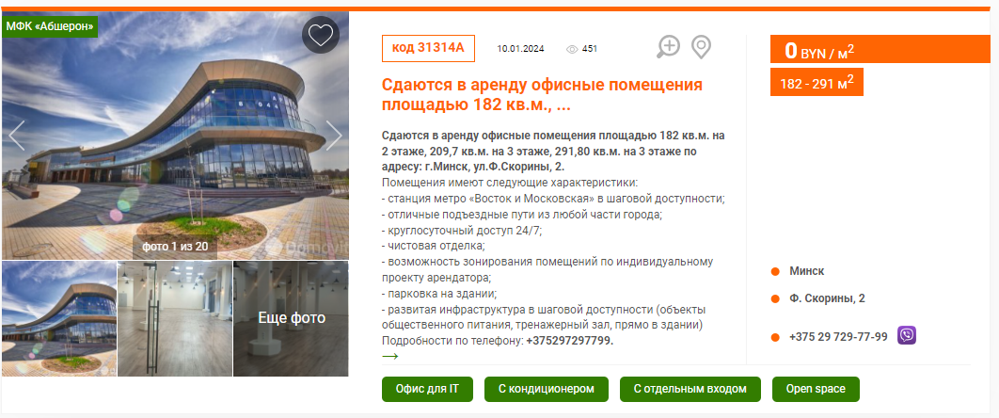 МФК «Абшерон»
фото 1 из 20
Domovita
Еще фото
код 31314А
10.01.2024
451
Сдаются в аренду офисные помещения
площадью 182 кв.м., ...
Сдаются в аренду офисные помещения площадью 182 кв.м. на
2 этаже, 209,7 кв.м. на 3 этаже, 291,80 кв.м. на 3 этаже по
адресу: г.Минск, ул.Ф.Скорины, 2.
Помещения имеют следующие характеристики:
- станция метро «Восток и Московская» в шаговой доступности;
- отличные подъездные пути из любой части города;
- круглосуточный доступ 24/7;
- чистовая отделка;
- возможность зонирования помещений по индивидуальному
проекту арендатора;
- парковка на здании;
- развитая инфраструктура в шаговой доступности (объекты
общественного питания, тренажерный зал, прямо в здании)
Подробности по телефону: +375297297799.
→
Офис для IT
С кондиционером
С отдельным входом
Open space
0 BYN / м²
182 - 291 м²
Минск
Ф. Скорины, 2
+375 29 729-77-99